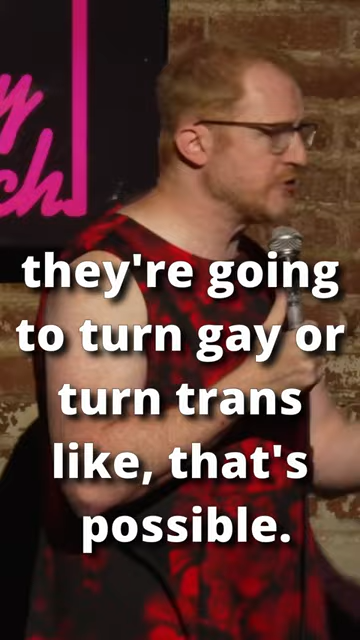 they're going
to turn gay or
turn trans
like, that's
possible.